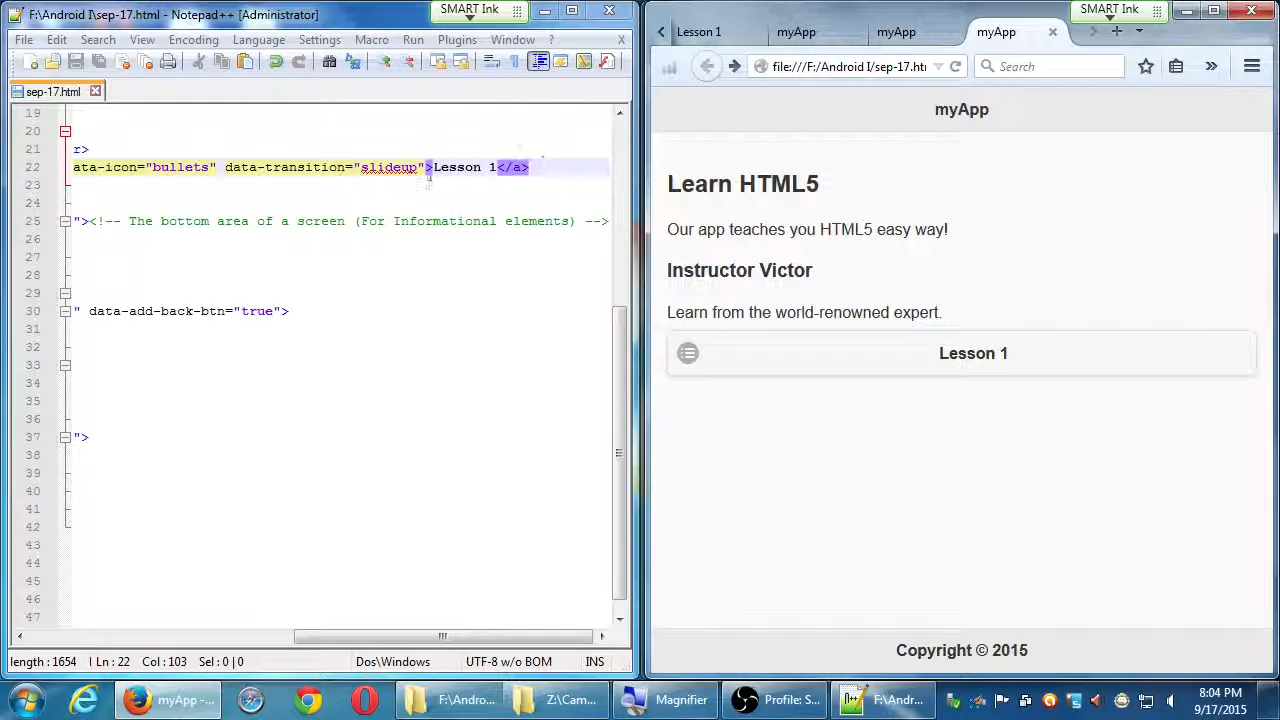 F:\Android I\sep-17.html - Notepad++ [Administrator]
SMART Ink
File Edit Search View Encoding Language Settings Macro Run Plugins Window ? X
sep-17.html
19
20
21 r>
22 ata-icon="bullets" data-transition="slideup">Lesson 1</a>
23
24
25 "><!-- The bottom area of a screen (For Informational elements) -->
26
27
28
29
30 " data-add-back-btn="true">
31
32
33
34
35
36
37 ">
38
39
40
41
42
43
44
45
46
47
length : 1654 Ln : 22 Col : 103 Sel : 0 | 0 Dos\Windows UTF-8 w/o BOM INS
SMART Ink
Lesson 1 myApp myApp myApp
file:///F:/Android I/sep-17.ht Search
myApp
Learn HTML5
Our app teaches you HTML5 easy way!
Instructor Victor
Learn from the world-renowned expert.
Lesson 1
Copyright © 2015
myApp -... F:\Andro... Z:\Cam... Magnifier Profile: S... F:\Andr...
8:04 PM
9/17/2015